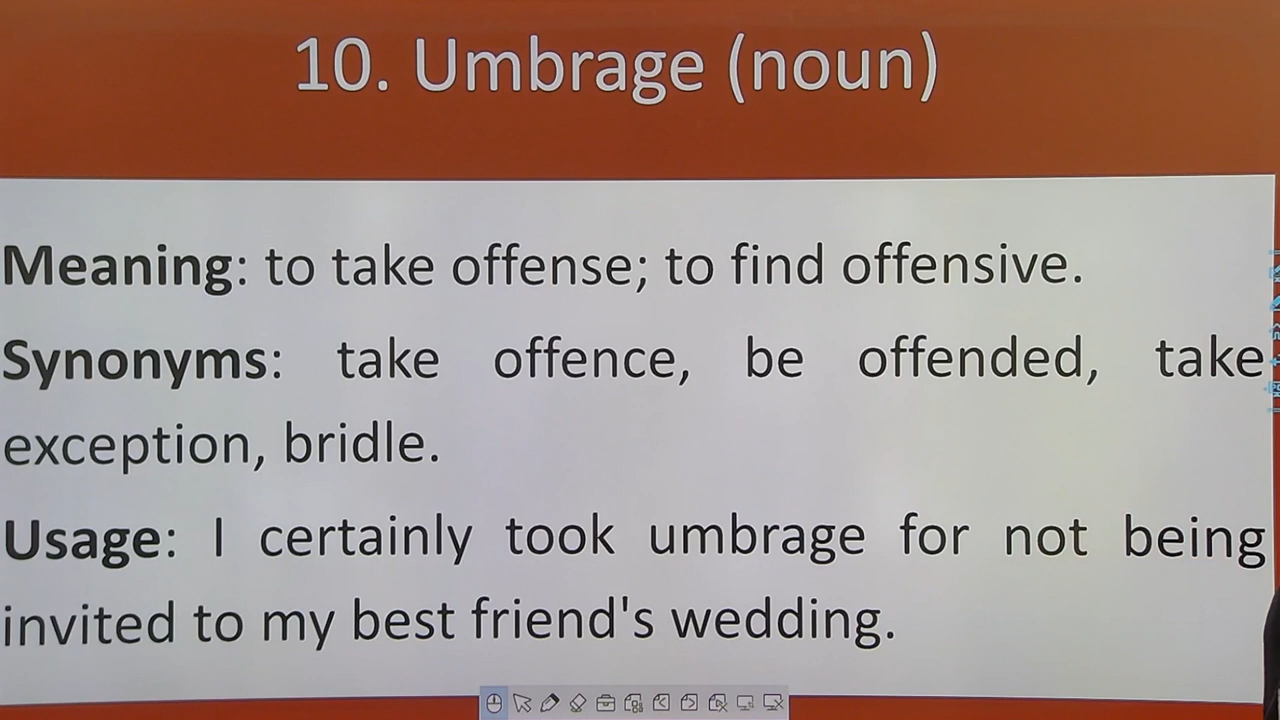 10. Umbrage (noun)
Meaning: to take offense; to find offensive.
Synonyms: take offence, be offended, take
exception, bridle.
Usage: I certainly took umbrage for not being
invited to my best friend's wedding.